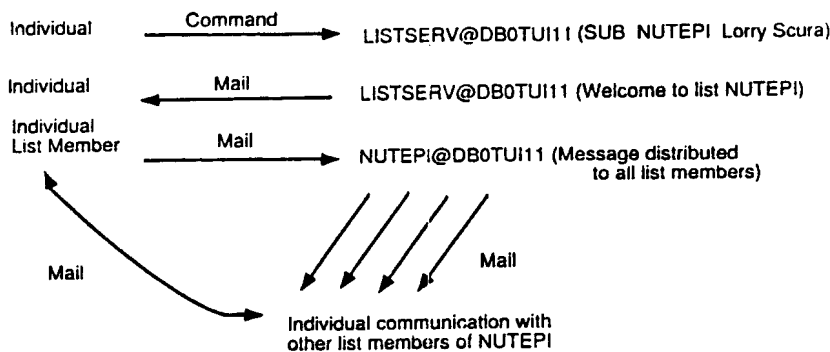 Command
Individual LISTSERV@DB0TUI11 (SUB NUTEPI Lorry Scura)
Mail
Individual LISTSERV@DB0TUI11 (Welcome to list NUTEPI)
Individual
List Member
Mail
NUTEPI@DB0TUI11 (Message distributed
to all list members)
Mail
Mail
Individual communication with
other list members of NUTEPI